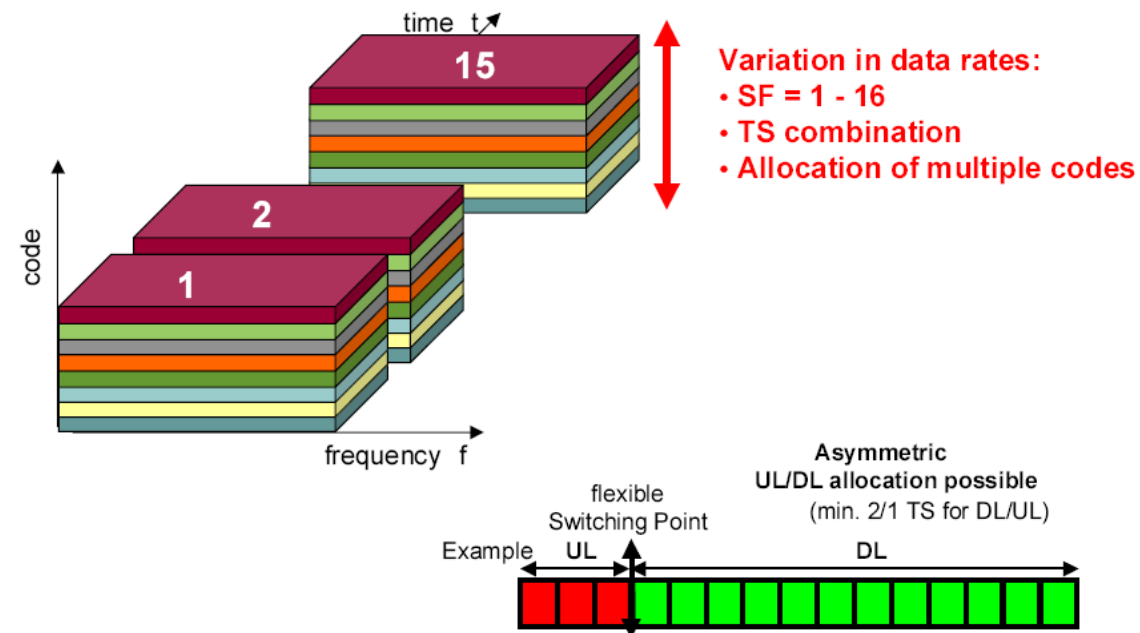 time t
15
Variation in data rates:
• SF = 1 - 16
• TS combination
• Allocation of multiple codes
2
code
1
frequency f
Asymmetric
UL/DL allocation possible
(min. 2/1 TS for DL/UL)
flexible
Switching Point
Example UL DL